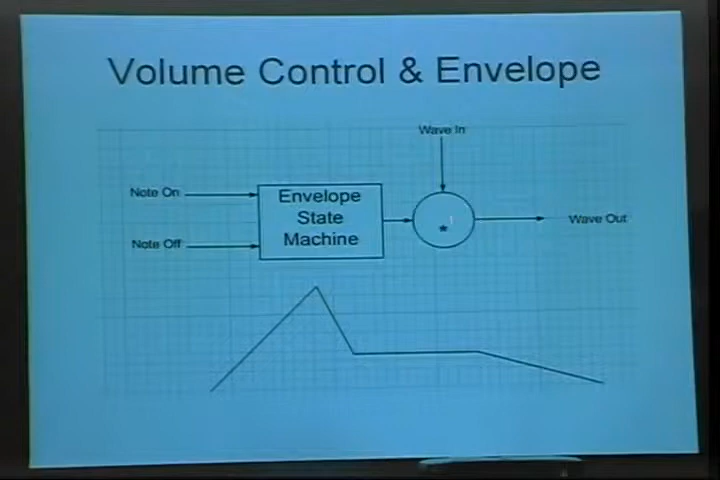 Volume Control & Envelope
Wave In
Note On
Envelope
State
Machine
*
Wave Out
Note Off